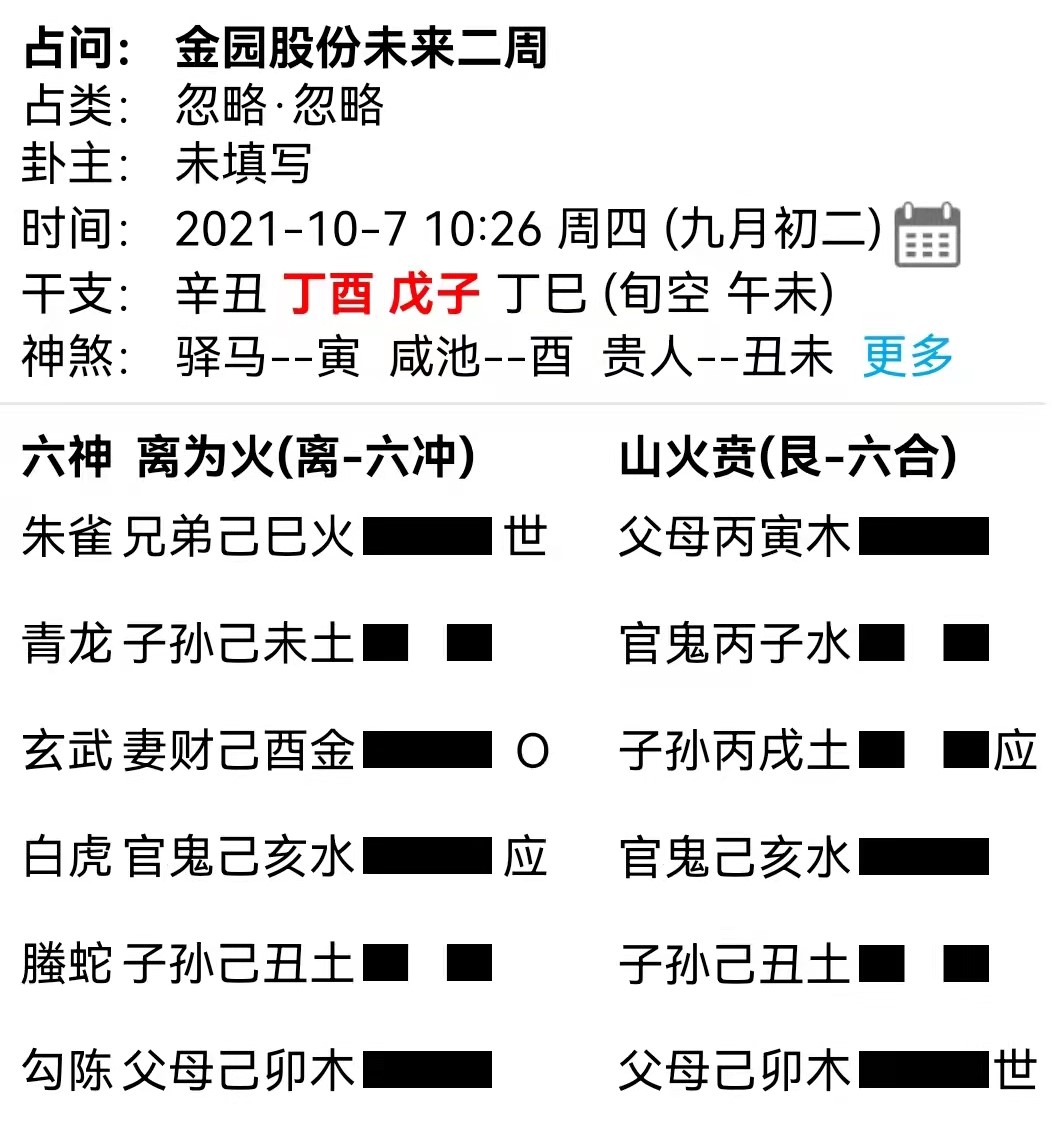 占问： 金园股份未来二周
占类： 忽略·忽略
卦主： 未填写
时间： 2021-10-7 10:26 周四 (九月初二)
干支： 辛丑 丁酉 戊子 丁巳 (旬空 午未)
神煞： 驿马--寅 咸池--酉 贵人--丑未 更多
六神 离为火(离-六冲) 山火贲(艮-六合)
朱雀 兄弟己巳火 世 父母丙寅木
青龙 子孙己未土 官鬼丙子水
玄武 妻财己酉金 O 子孙丙戌土 应
白虎 官鬼己亥水 应 官鬼己亥水
螣蛇 子孙己丑土 子孙己丑土
勾陈 父母己卯木 父母己卯木 世